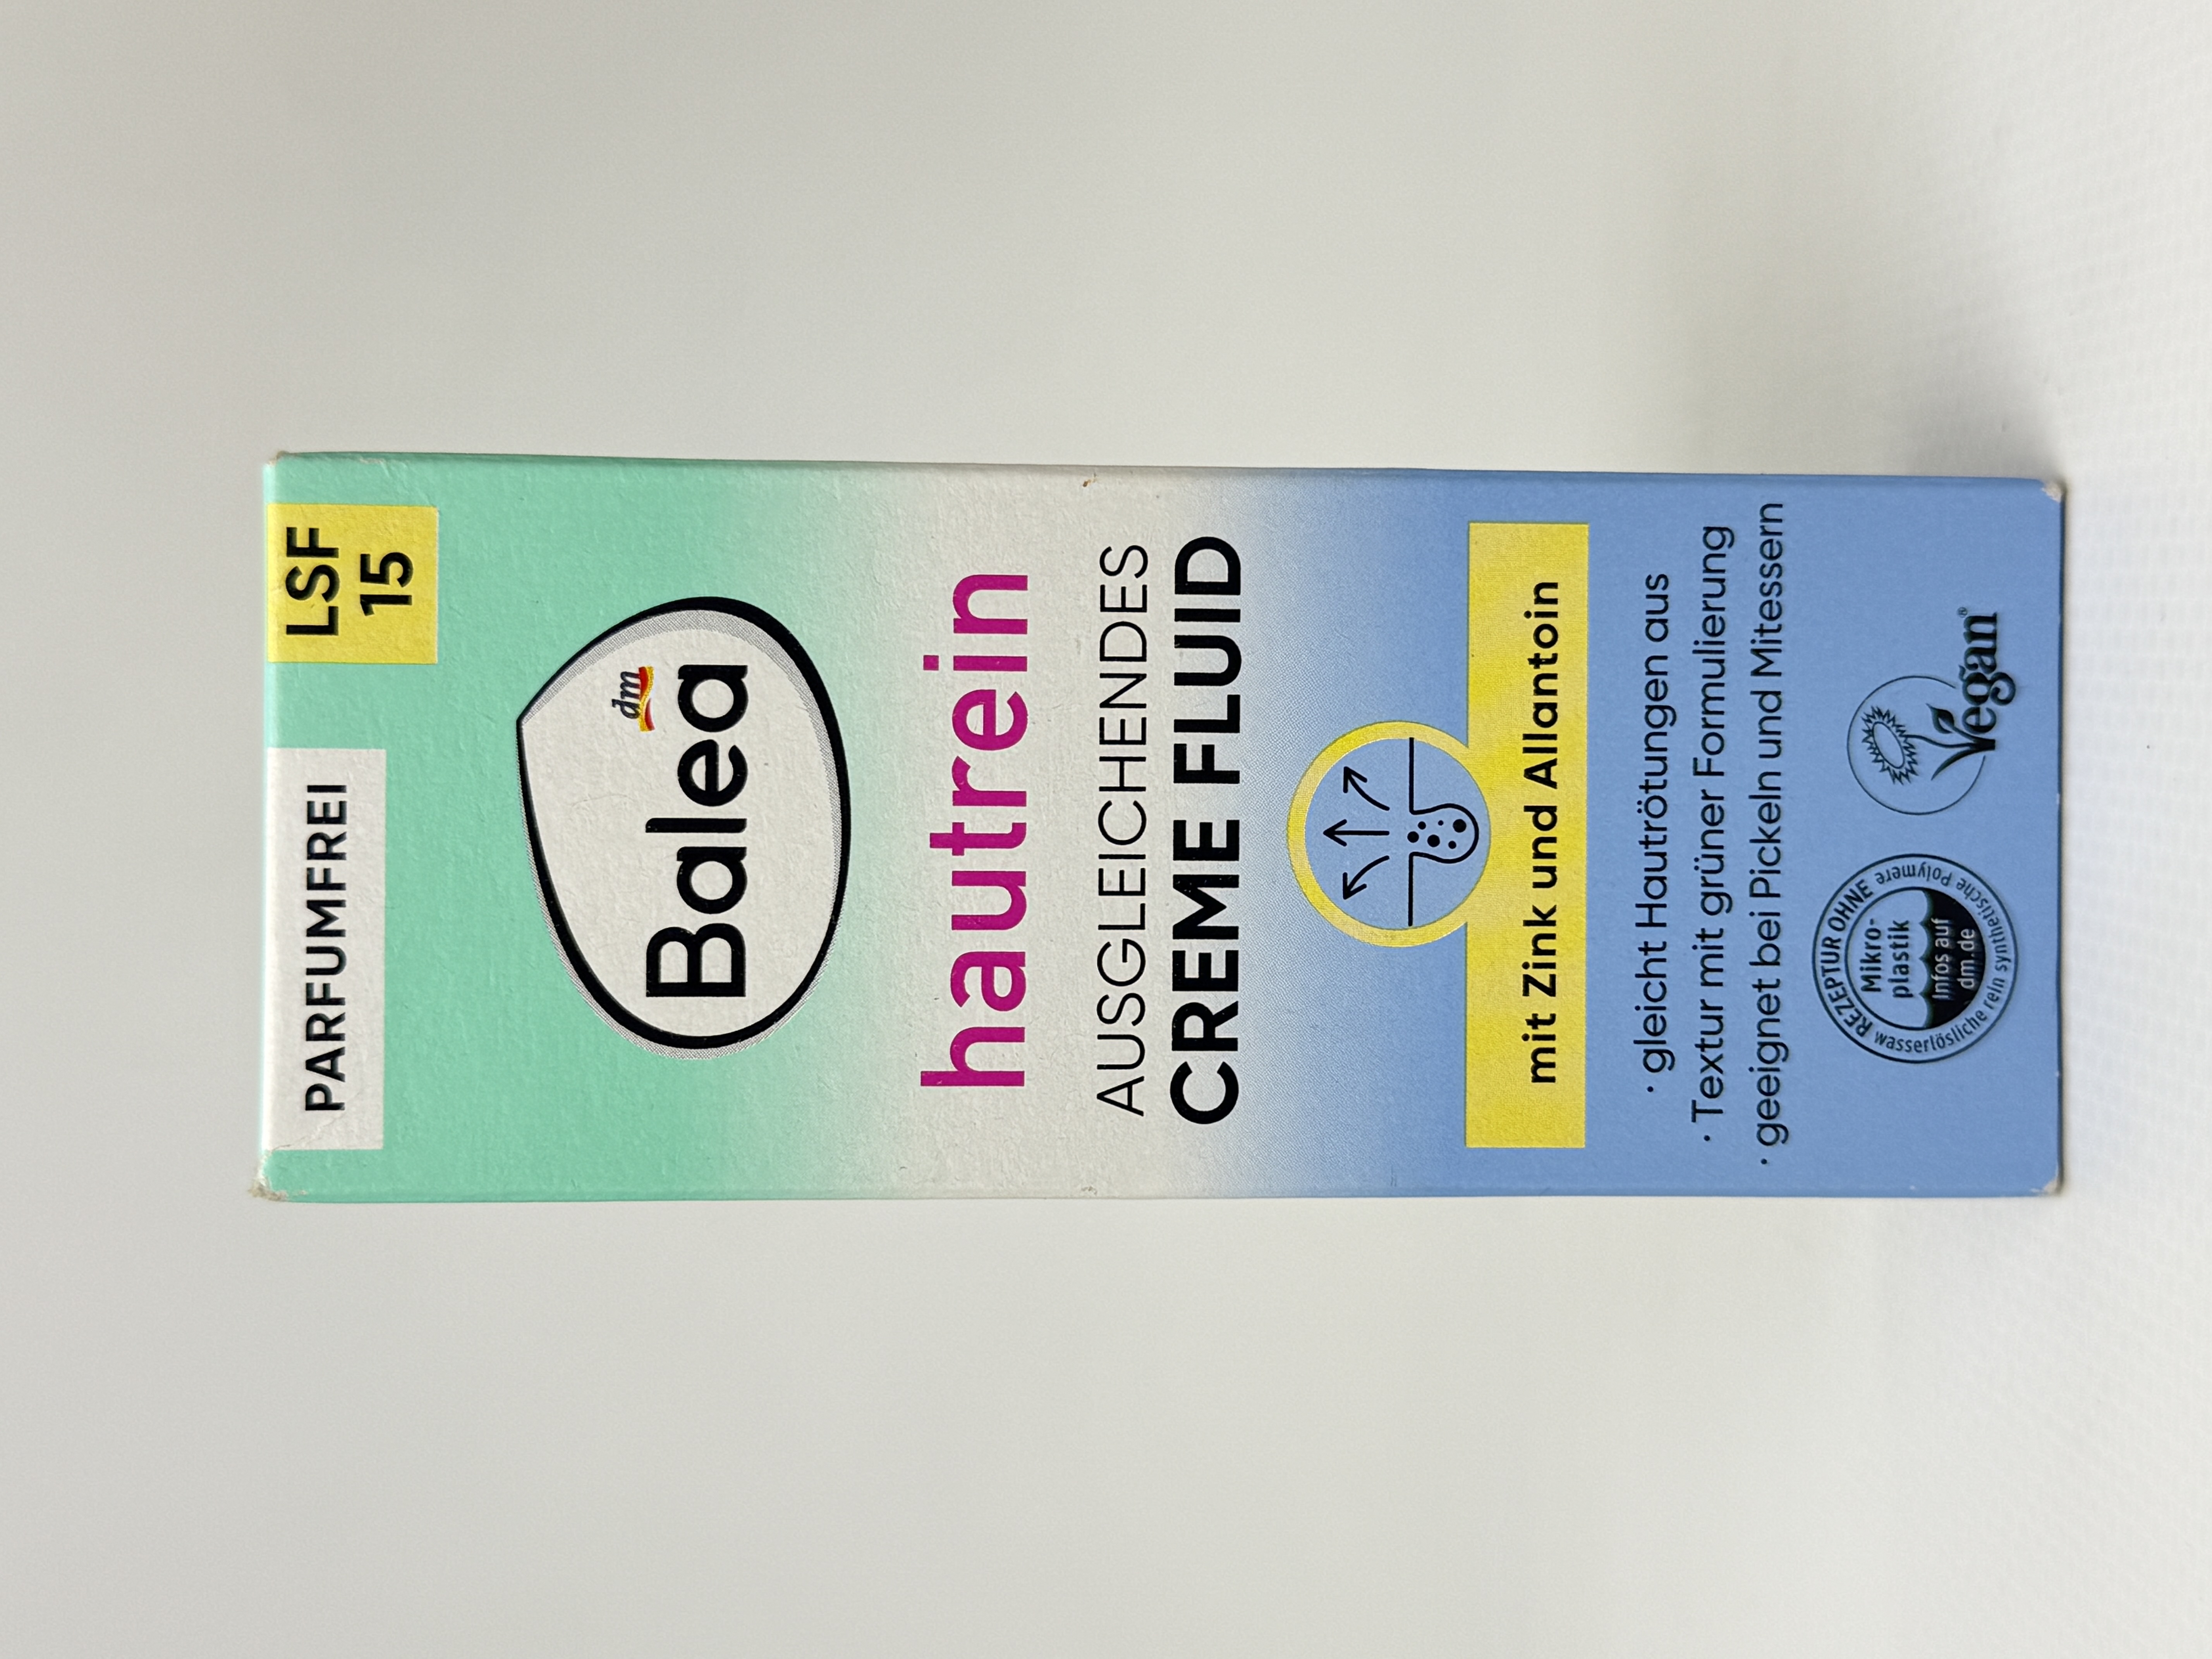 PARFUMFREI
LSF
15
dm
Balea
hautrein
AUSGLEICHENDES
CREME FLUID
mit Zink und Allantoin
· gleicht Hautrötungen aus
· Textur mit grüner Formulierung
· geeignet bei Pickeln und Mitessern
REZEPTUR OHNE
Mikro-
plastik
Infos auf
dm.de
wasserlösliche rein synthetische Polymere
Vegan®